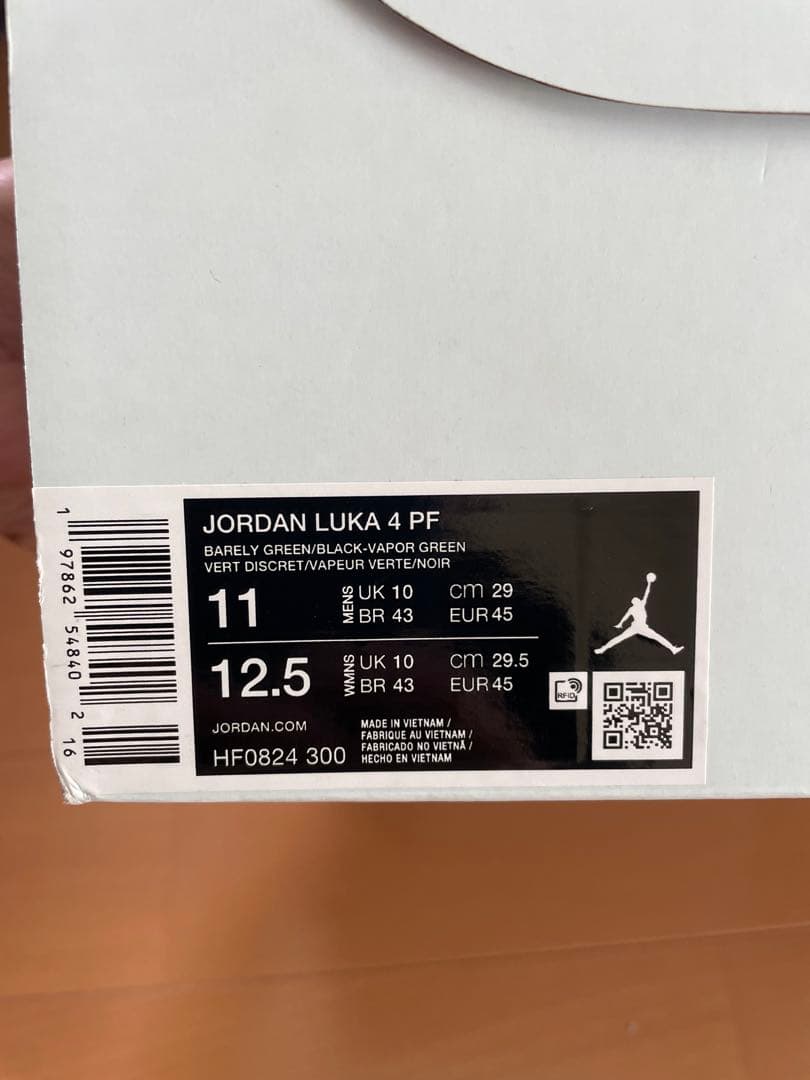 1 97862 54840 2 16
JORDAN LUKA 4 PF
BARELY GREEN/BLACK-VAPOR GREEN
VERT DISCRET/VAPEUR VERTE/NOIR
11 MENS UK 10 cm 29
BR 43 EUR 45
12.5 WMNS UK 10 cm 29.5
BR 43 EUR 45
RFID
JORDAN.COM
HF0824 300
MADE IN VIETNAM /
FABRIQUE AU VIETNAM /
FABRICADO NO VIETNÃ /
HECHO EN VIETNAM